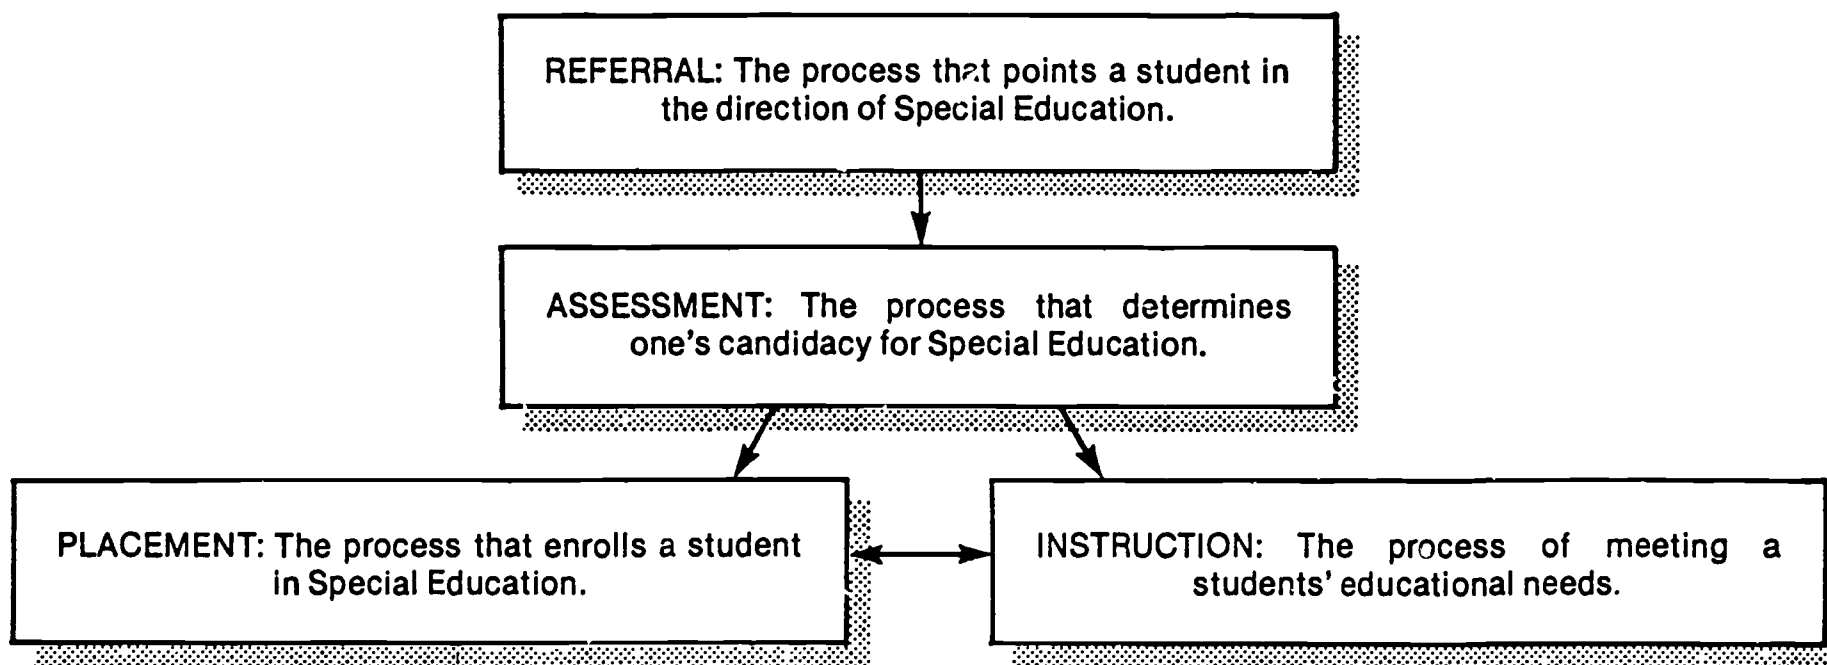 REFERRAL: The process that points a student in
the direction of Special Education.
ASSESSMENT: The process that determines
one's candidacy for Special Education.
PLACEMENT: The process that enrolls a student
in Special Education.
INSTRUCTION: The process of meeting a
students' educational needs.